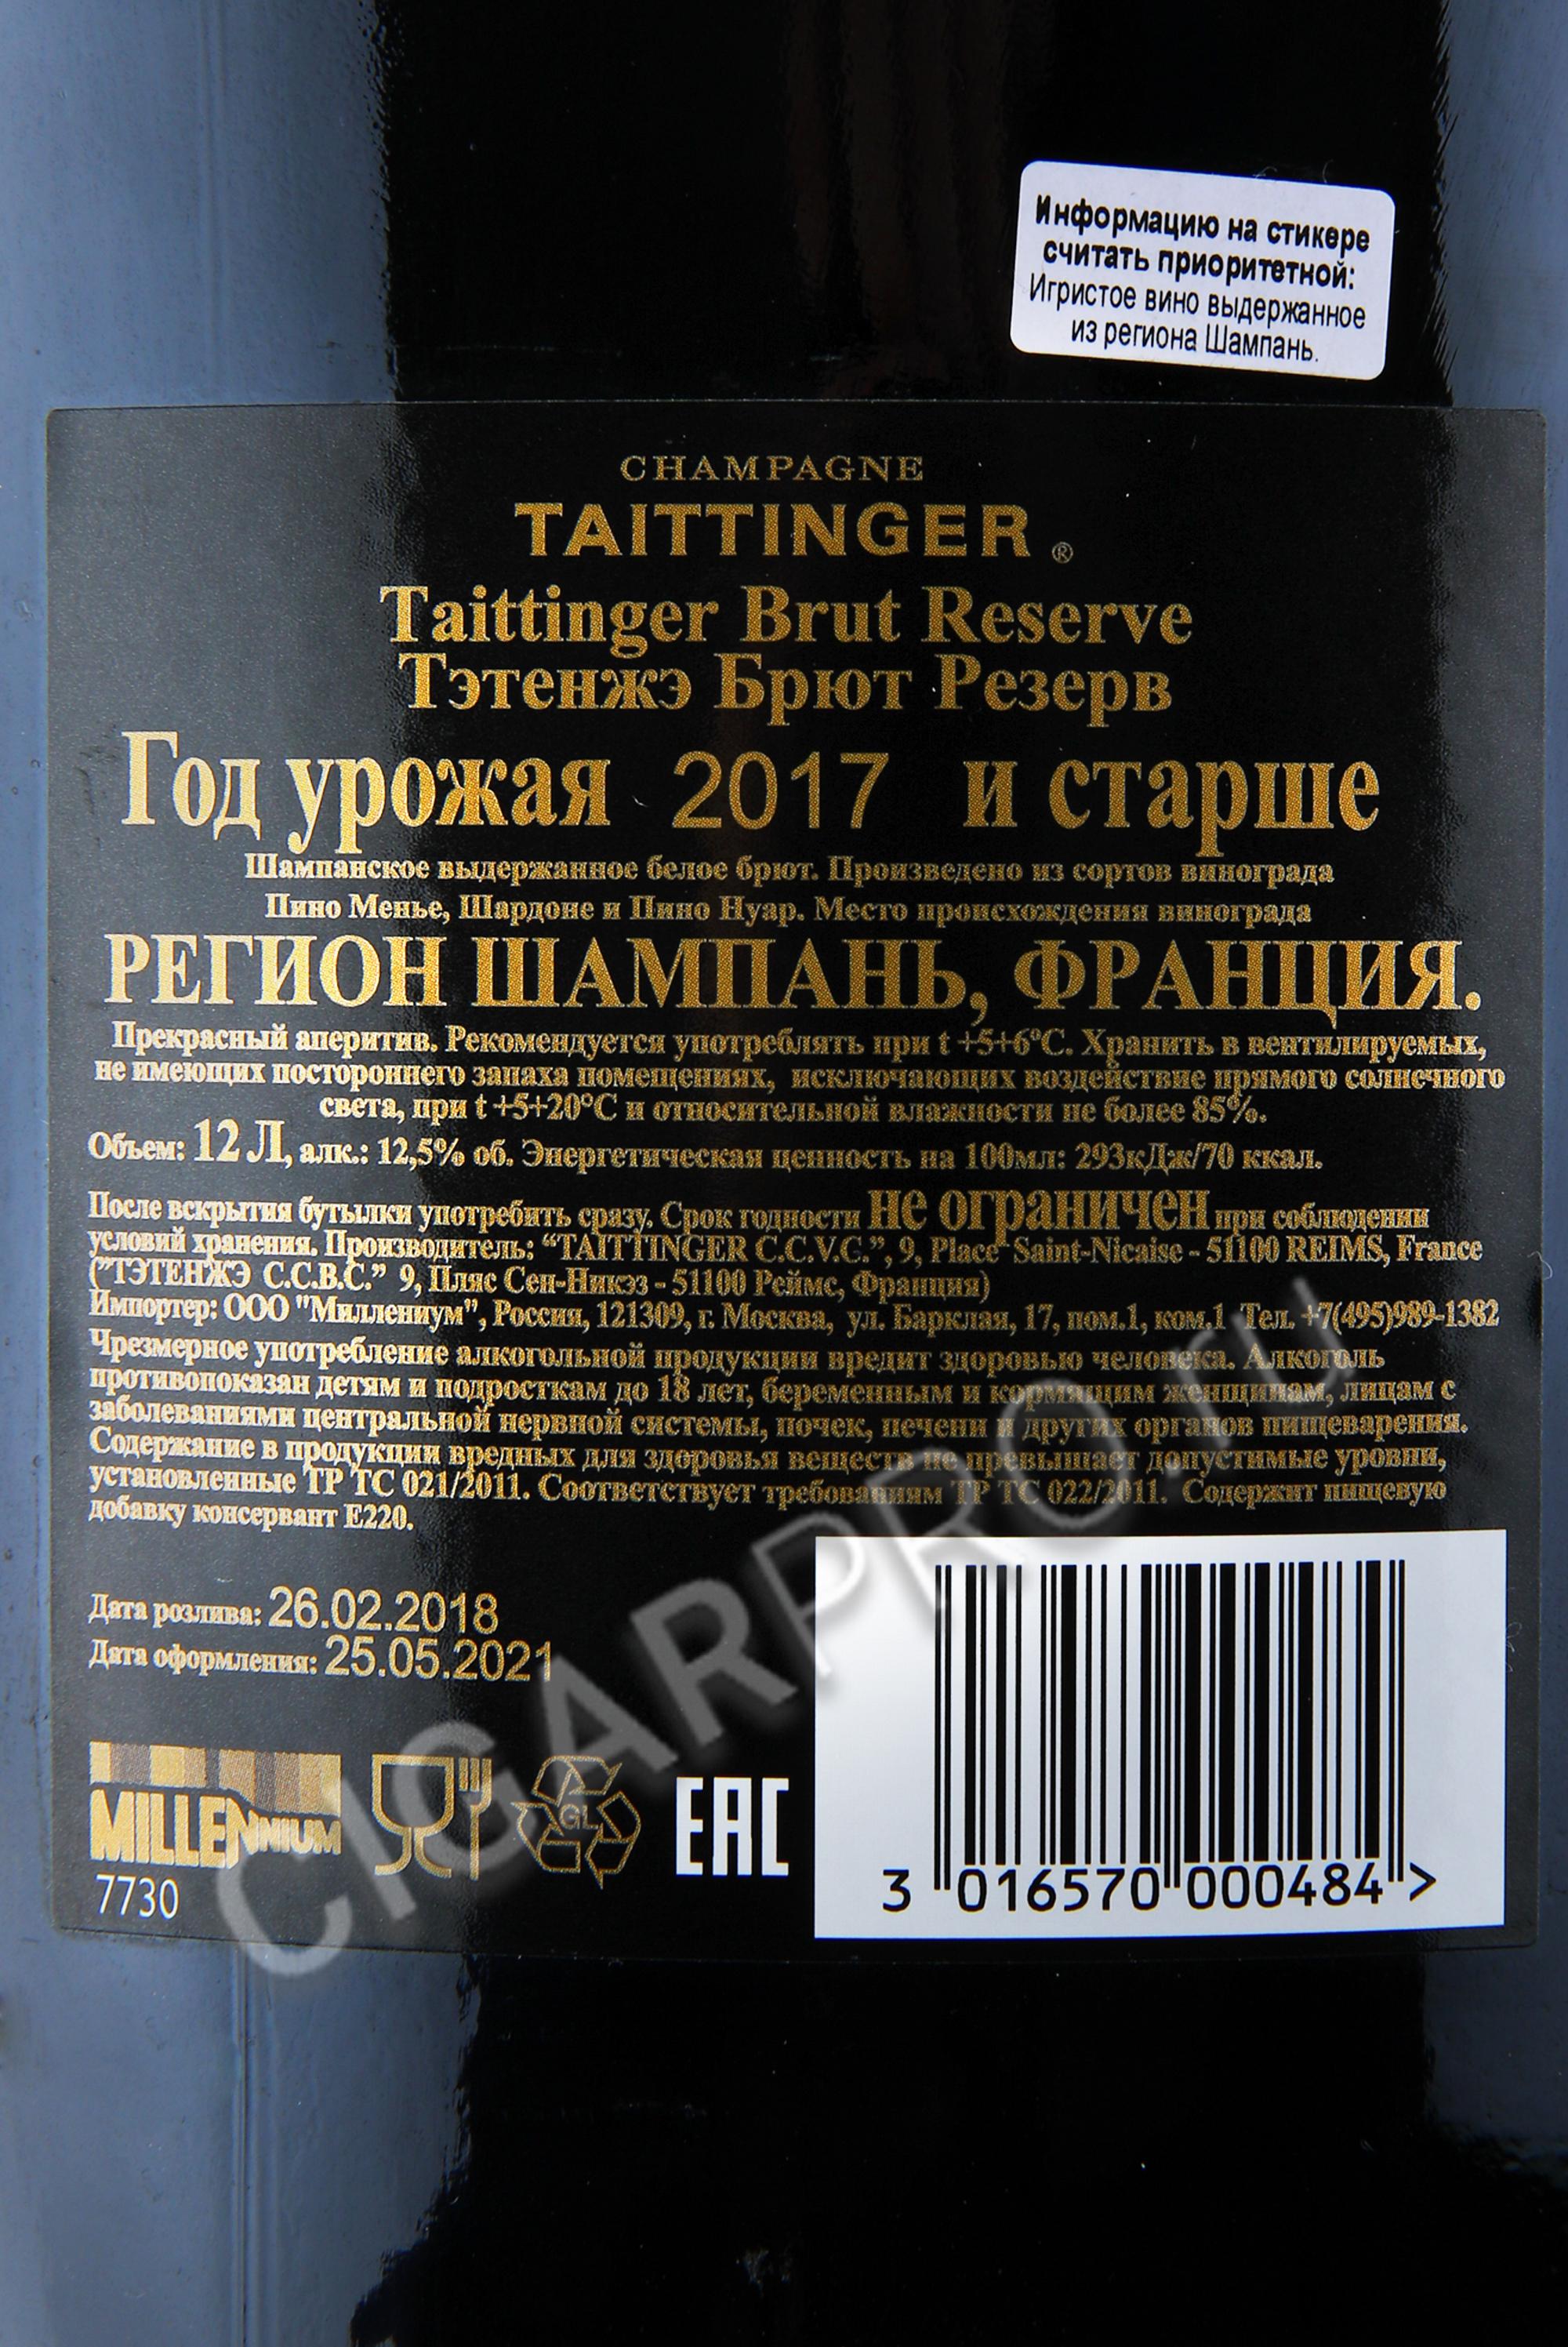 Информацию на стикере
считать приоритетной:
Игристое вино выдержанное
из региона Шампань.
CHAMPAGNE
TAITTINGER ®
Taittinger Brut Reserve
Тэтенжэ Брют Резерв
Год урожая 2017 и старше
Шампанское выдержанное белое брют. Произведено из сортов винограда
Пино Менье, Шардоне и Пино Нуар. Место происхождения винограда
РЕГИОН ШАМПАНЬ, ФРАНЦИЯ.
Прекрасный аперитив. Рекомендуется употреблять при t +5+6°C. Хранить в вентилируемых,
не имеющих постороннего запаха помещениях, исключающих воздействие прямого солнечного
света, при t +5+20°C и относительной влажности не более 85%.
Объем: 12 Л, алк.: 12,5% об. Энергетическая ценность на 100мл: 293кДж/70 ккал.
После вскрытия бутылки употребить сразу. Срок годности не ограничен при соблюдении
условий хранения. Производитель: “TAITTINGER C.C.V.C.”, 9, Place Saint-Nicaise - 51100 REIMS, France
("ТЭТЕНЖЭ С.С.В.С.” 9, Пляс Сен-Никэз - 51100 Реймс, Франция)
Импортер: ООО "Миллениум", Россия, 121309, г. Москва, ул. Барклая, 17, пом.1, ком.1 Тел. +7(495)989-1382
Чрезмерное употребление алкогольной продукции вредит здоровью человека. Алкоголь
противопоказан детям и подросткам до 18 лет, беременным и кормящим женщинам, лицам с
заболеваниями центральной нервной системы, почек, печени и других органов пищеварения.
Содержание в продукции вредных для здоровья веществ не превышает допустимые уровни,
установленные ТР ТС 021/2011. Соответствует требованиям ТР ТС 022/2011. Содержит пищевую
добавку консервант Е220.
Дата розлива: 26.02.2018
Дата оформления: 25.05.2021
MILLENNIUM
7730
GL
EAC
3 016570 000484 >
CIGARPRO.ru